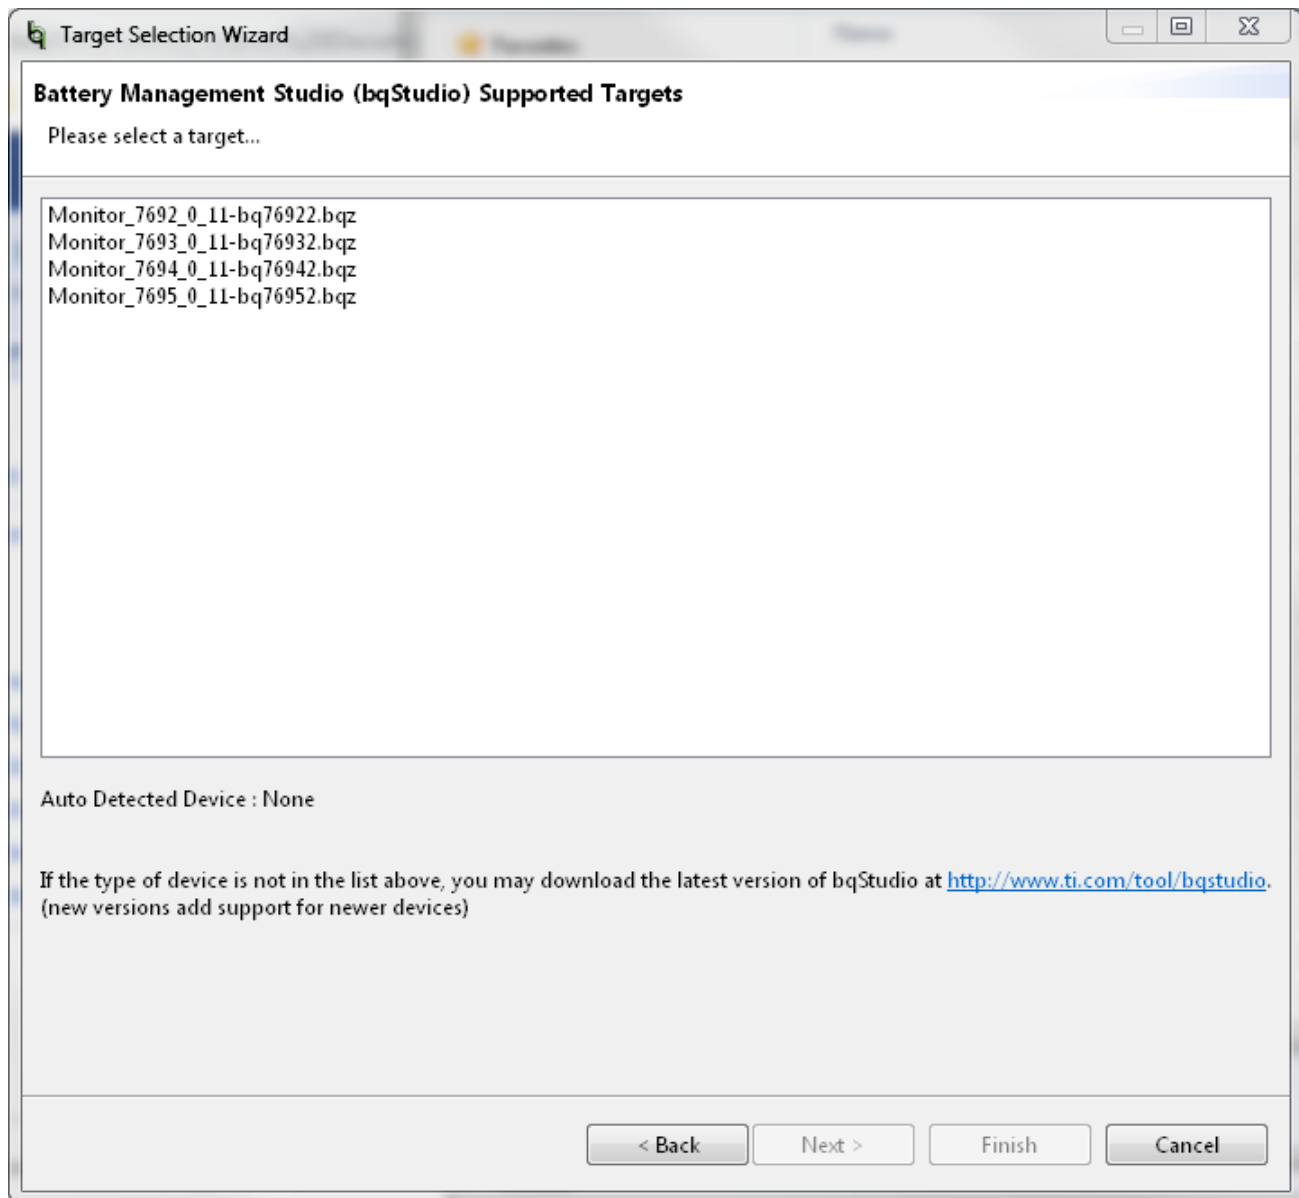 Target Selection Wizard
Battery Management Studio (bqStudio) Supported Targets
Please select a target...
Monitor_7692_0_11-bq76922.bqz
Monitor_7693_0_11-bq76932.bqz
Monitor_7694_0_11-bq76942.bqz
Monitor_7695_0_11-bq76952.bqz
Auto Detected Device : None
If the type of device is not in the list above, you may download the latest version of bqStudio at http://www.ti.com/tool/bqstudio.
(new versions add support for newer devices)
< Back Next > Finish Cancel